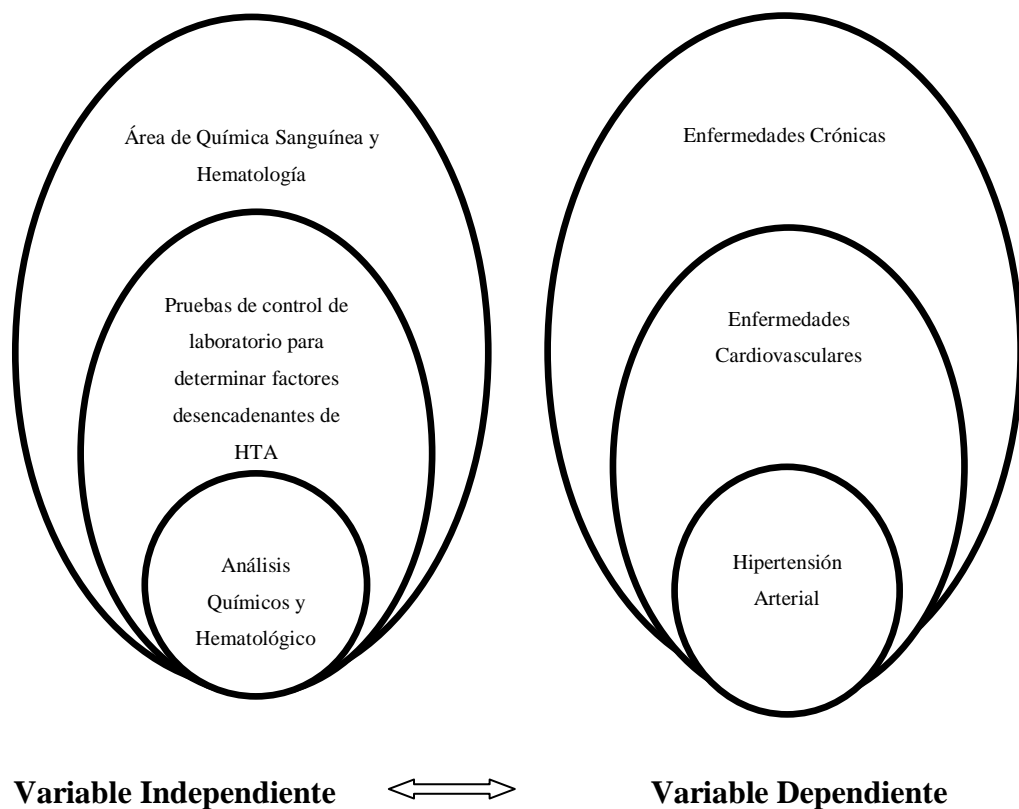 Área de Química Sanguínea y
Hematología
Pruebas de control de
laboratorio para
determinar factores
desencadenantes de
HTA
Análisis
Químicos y
Hematológico
Enfermedades Crónicas
Enfermedades
Cardiovasculares
Hipertensión
Arterial
Variable Independiente
Variable Dependiente